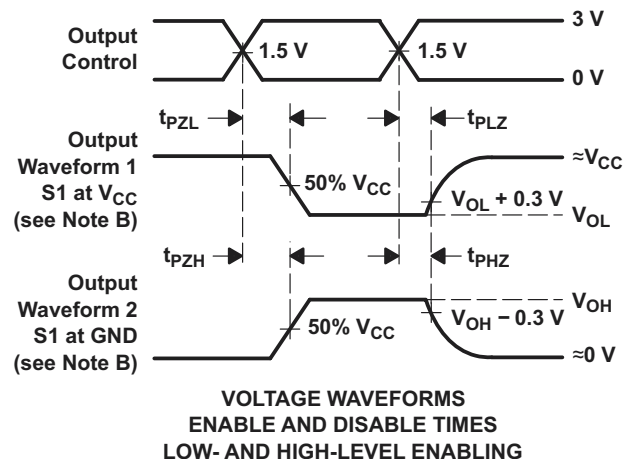 Output
Control
3 V
1.5 V
1.5 V
0 V
tPZL
tPLZ
Output
Waveform 1
S1 at VCC
(see Note B)
≈VCC
50% VCC
VOL + 0.3 V
VOL
tPZH
tPHZ
Output
Waveform 2
S1 at GND
(see Note B)
VOH
50% VCC
VOH − 0.3 V
≈0 V
VOLTAGE WAVEFORMS
ENABLE AND DISABLE TIMES
LOW- AND HIGH-LEVEL ENABLING